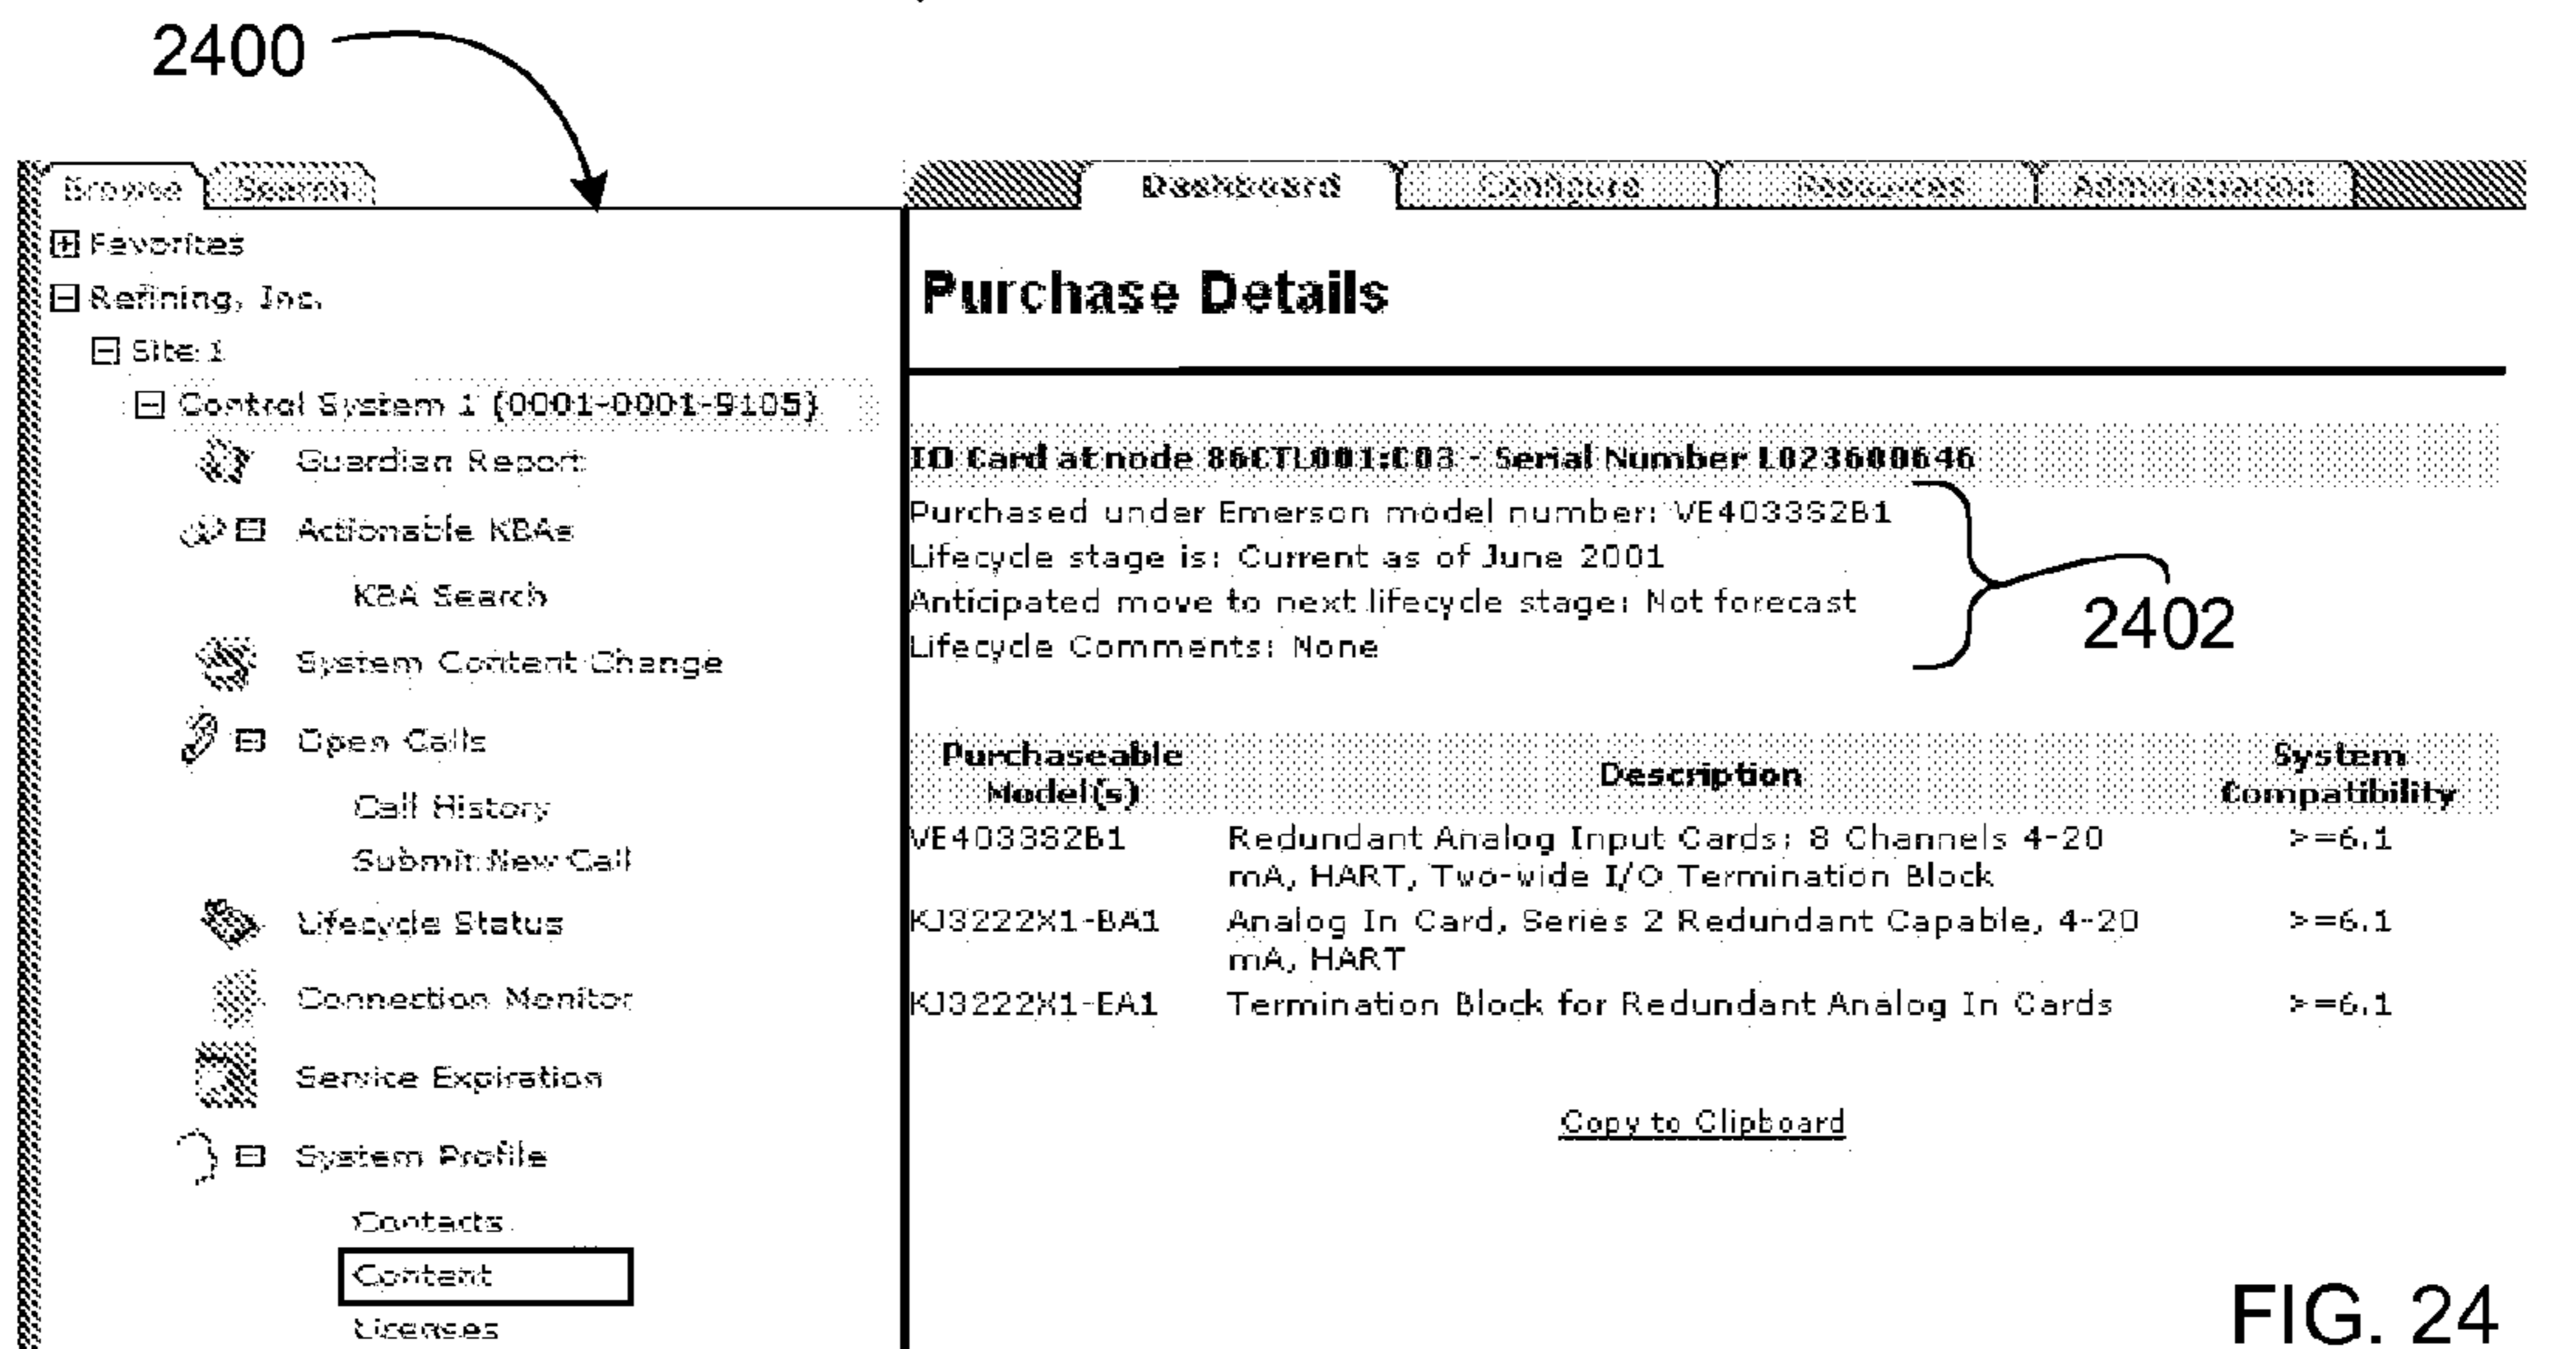 2400
Browse Search
Favorites
Refining, Inc.
Site 1
Control System 1 (0001-0001-9105)
Guardian Report
Actionable KBAs
KBA Search
System Content Change
Open Calls
Call History
Submit New Call
Lifecycle Status
Connection Monitor
Service Expiration
System Profile
Contacts
Content
Licenses
Dashboard Configure Resources Administration
Purchase Details
IO Card at node 86CTL001:C03 - Serial Number L023600646
Purchased under Emerson model number: VE4033S2B1
Lifecycle stage is: Current as of June 2001
Anticipated move to next lifecycle stage: Not forecast
Lifecycle Comments: None
2402
Purchaseable Description System
Model(s) Compatibility
VE4033S2B1 Redundant Analog Input Cards; 8 Channels 4-20 >=6.1
mA, HART, Two-wide I/O Termination Block
KJ3222X1-BA1 Analog In Card, Series 2 Redundant Capable, 4-20 >=6.1
mA, HART
KJ3222X1-EA1 Termination Block for Redundant Analog In Cards >=6.1
Copy to Clipboard
FIG. 24